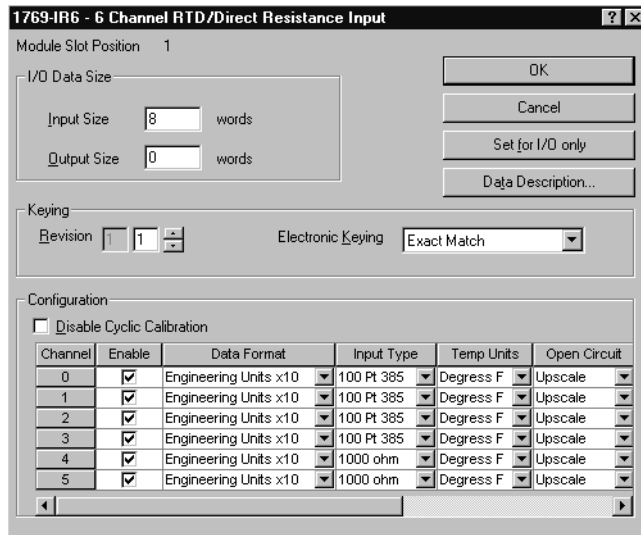 1769-IR6 - 6 Channel RTD/Direct Resistance Input
Module Slot Position 1
I/O Data Size
Input Size 8 words
Output Size 0 words
OK
Cancel
Set for I/O only
Data Description...
Keying
Revision 1 1
Electronic Keying Exact Match
Configuration
Disable Cyclic Calibration
Channel Enable Data Format Input Type Temp Units Open Circuit
0 Engineering Units x10 100 Pt 385 Degress F Upscale
1 Engineering Units x10 100 Pt 385 Degress F Upscale
2 Engineering Units x10 100 Pt 385 Degress F Upscale
3 Engineering Units x10 100 Pt 385 Degress F Upscale
4 Engineering Units x10 1000 ohm Degress F Upscale
5 Engineering Units x10 1000 ohm Degress F Upscale